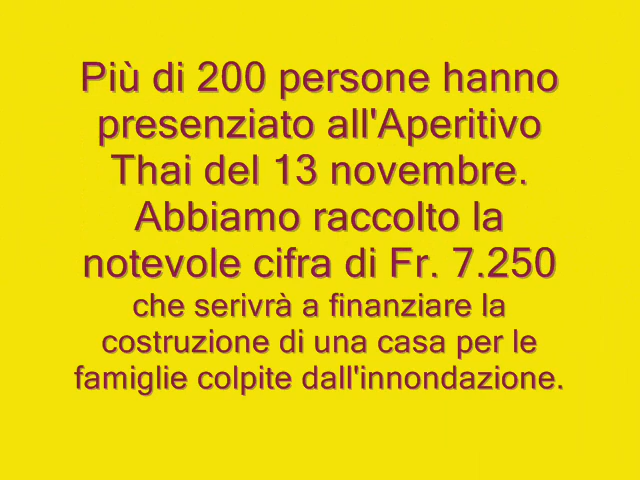 Più di 200 persone hanno
presenziato all'Aperitivo
Thai del 13 novembre.
Abbiamo raccolto la
notevole cifra di Fr. 7.250
che serivrà a finanziare la
costruzione di una casa per le
famiglie colpite dall'innondazione.